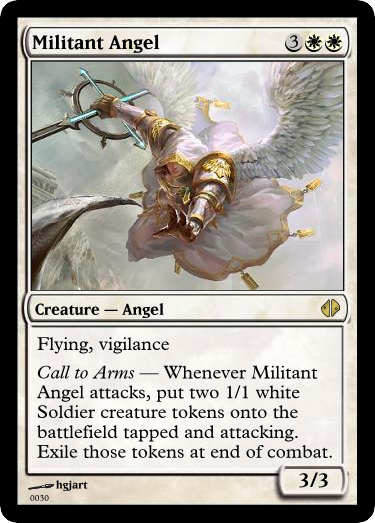 Militant Angel 3
Creature — Angel
Flying, vigilance
Call to Arms — Whenever Militant
Angel attacks, put two 1/1 white
Soldier creature tokens onto the
battlefield tapped and attacking.
Exile those tokens at end of combat.
hgjart
3/3
0030